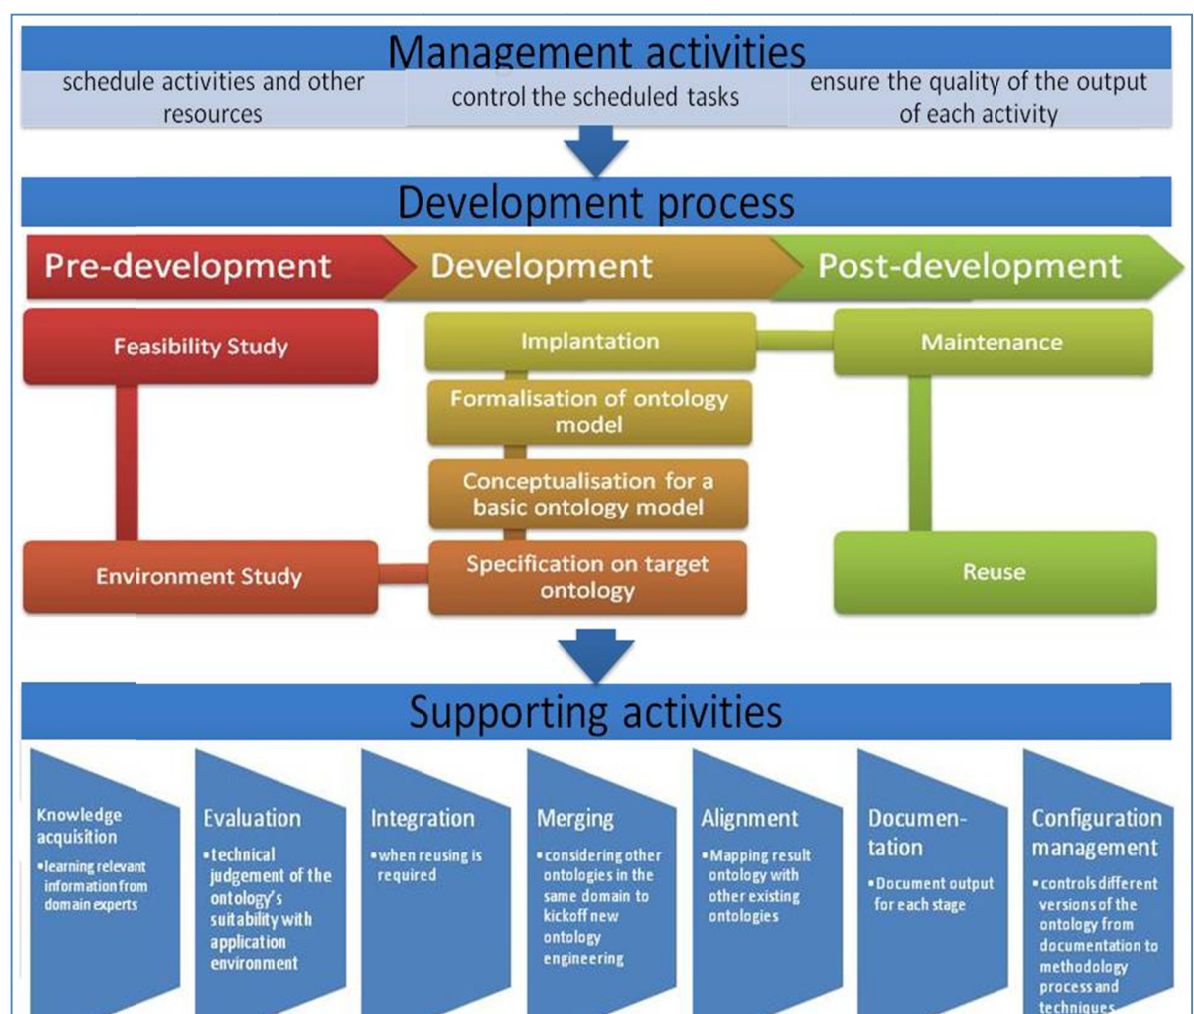 Management activities
schedule activities and other
resources
control the scheduled tasks
ensure the quality of the output
of each activity
Development process
Pre-development
Development
Post-development
Feasibility Study
Environment Study
Implantation
Formalisation of ontology
model
Conceptualisation for a
basic ontology model
Specification on target
ontology
Maintenance
Reuse
Supporting activities
Knowledge
acquisition
▪learning relevant
information from
domain experts
Evaluation
▪technical
judgement of the
ontology's
suitability with
application
environment
Integration
▪when reusing is
required
Merging
▪considering other
ontologies in the
same domain to
kickoff new
ontology
engineering
Alignment
▪Mapping result
ontology with
other existing
ontologies
Documen-
tation
▪Document output
for each stage
Configuration
management
▪controls different
versions of the
ontology from
documentation to
methodology
process and
techniques